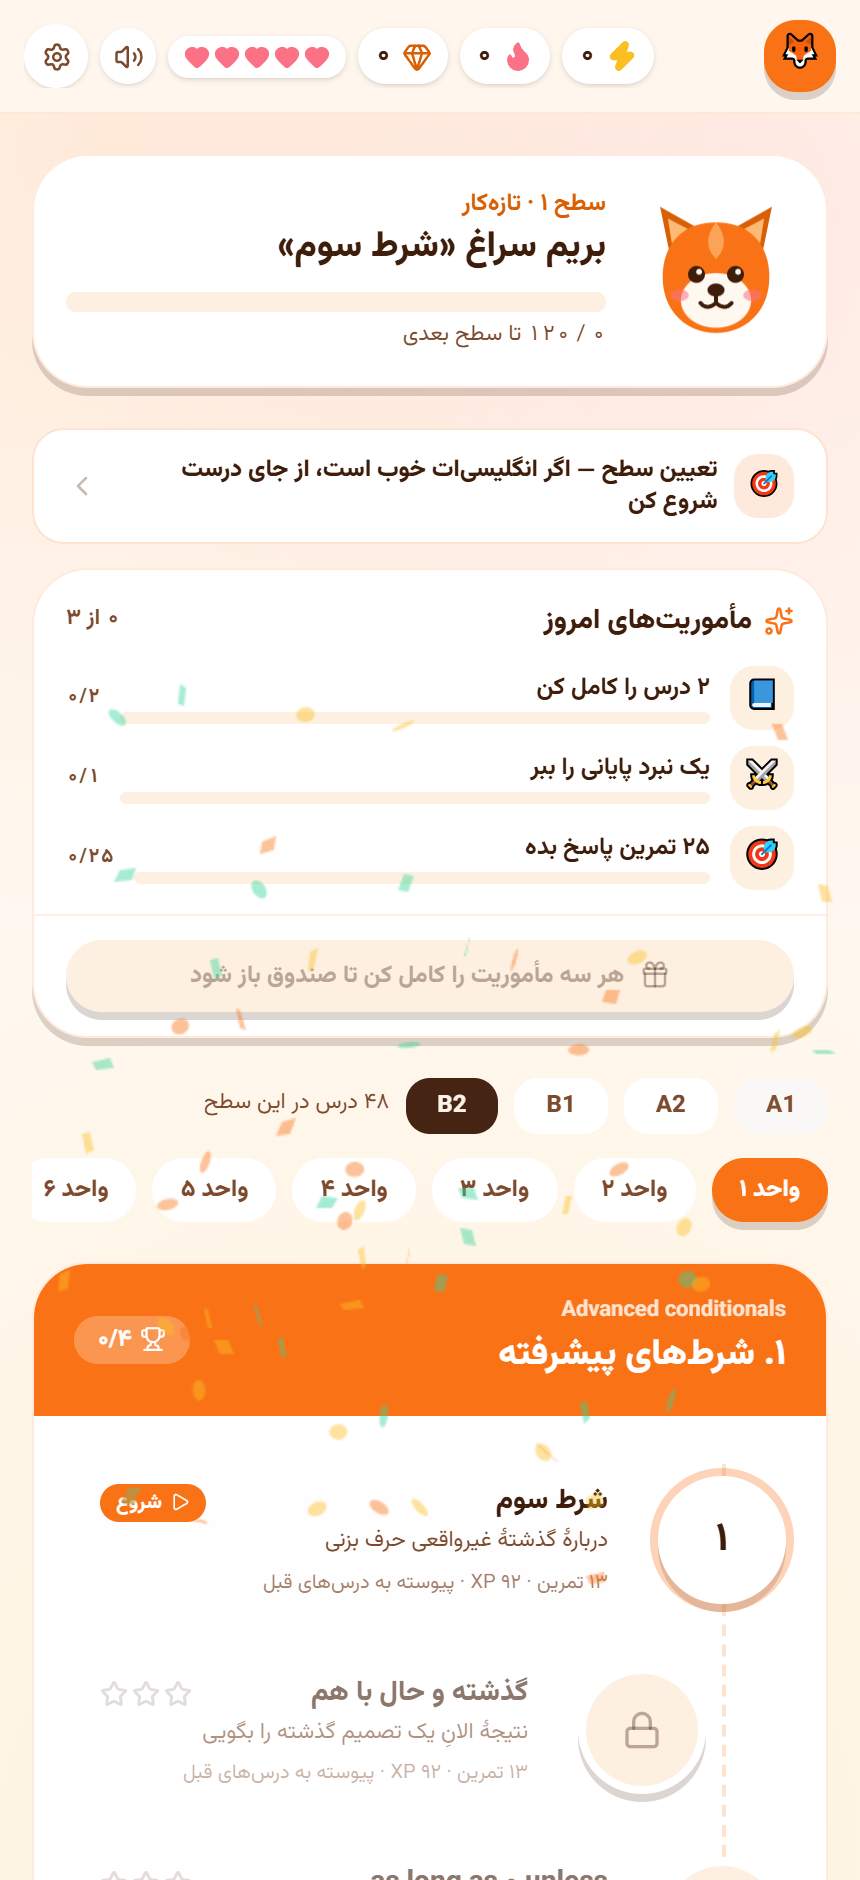 ۰
۰
۰
سطح ۱ · تازه‌کار
بریم سراغ «شرط سوم»
۰ / ۱۲۰ تا سطح بعدی
تعیین سطح — اگر انگلیسی‌ات خوب است، از جای درست
شروع کن
مأموریت‌های امروز
۰ از ۳
۲ درس را کامل کن
۰/۲
یک نبرد پایانی را ببر
۰/۱
۲۵ تمرین پاسخ بده
۰/۲۵
هر سه مأموریت را کامل کن تا صندوق باز شود
A1
A2
B1
B2
۴۸ درس در این سطح
واحد ۱
واحد ۲
واحد ۳
واحد ۴
واحد ۵
واحد ۶
Advanced conditionals
۱. شرط‌های پیشرفته
۰/۴
۱
شرط سوم
شروع
دربارهٔ گذشتهٔ غیرواقعی حرف بزنی
۱۳ تمرین · ۹۲ XP · پیوسته به درس‌های قبل
گذشته و حال با هم
نتیجهٔ الانِ یک تصمیم گذشته را بگویی
۱۳ تمرین · ۹۲ XP · پیوسته به درس‌های قبل
as long as و unless